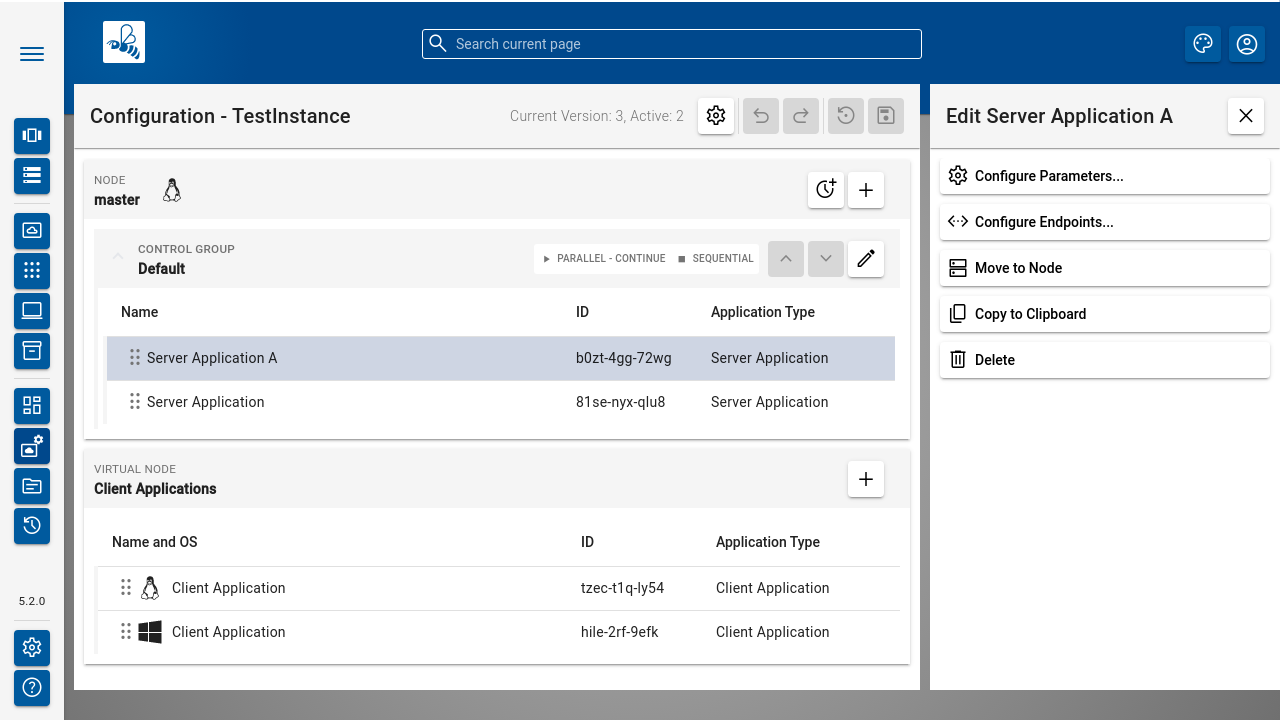 Search current page
Configuration - TestInstance
Current Version: 3, Active: 2
Edit Server Application A
NODE
master
CONTROL GROUP
Default
PARALLEL - CONTINUE
SEQUENTIAL
Name ID Application Type
Server Application A b0zt-4gg-72wg Server Application
Server Application 81se-nyx-qlu8 Server Application
VIRTUAL NODE
Client Applications
Name and OS ID Application Type
Client Application tzec-t1q-ly54 Client Application
Client Application hile-2rf-9efk Client Application
Configure Parameters...
Configure Endpoints...
Move to Node
Copy to Clipboard
Delete
5.2.0